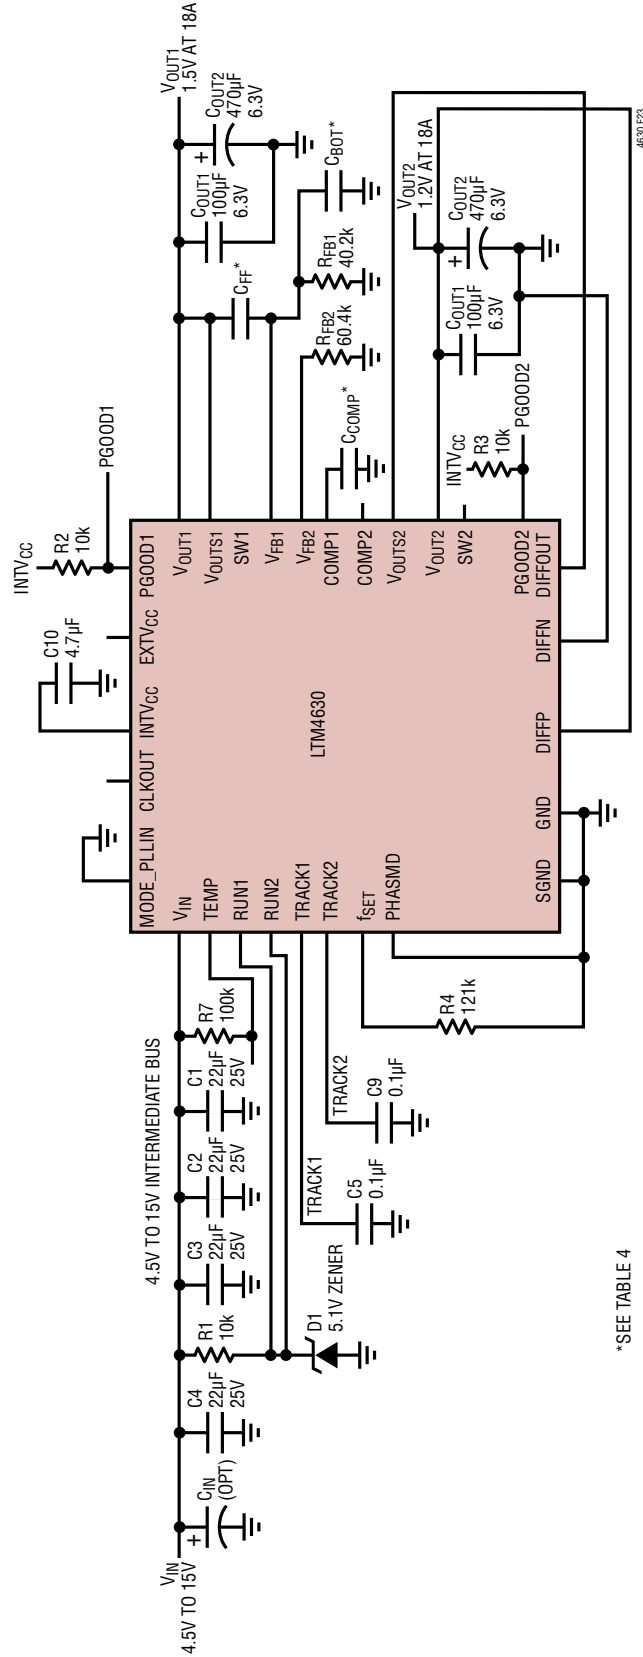 VIN
4.5V TO 15V
CIN
(OPT)
+
C4
22µF
25V
R1
10k
D1
5.1V ZENER
4.5V TO 15V INTERMEDIATE BUS
C3
22µF
25V
C2
22µF
25V
C1
22µF
25V
R7
100k
TRACK1
C5
0.1µF
TRACK2
C9
0.1µF
R4
121k
MODE_PLLIN
CLKOUT
INTVCC
EXTVCC
PGOOD1
VIN
TEMP
RUN1
RUN2
TRACK1
TRACK2
fSET
PHASMD
LTM4630
VOUT1
VOUTS1
SW1
VFB1
VFB2
COMP1
COMP2
VOUTS2
VOUT2
SW2
PGOOD2
SGND
GND
DIFFP
DIFFN
DIFFOUT
C10
4.7µF
INTVCC
R2
10k
PGOOD1
VOUT1
1.5V AT 18A
COUT1
100µF
6.3V
+
COUT2
470µF
6.3V
CFF*
CBOT*
RFB1
40.2k
RFB2
60.4k
CCOMP*
VOUT2
1.2V AT 18A
COUT1
100µF
6.3V
+
COUT2
470µF
6.3V
INTVCC
R3
10k
PGOOD2
*SEE TABLE 4
4630 F23